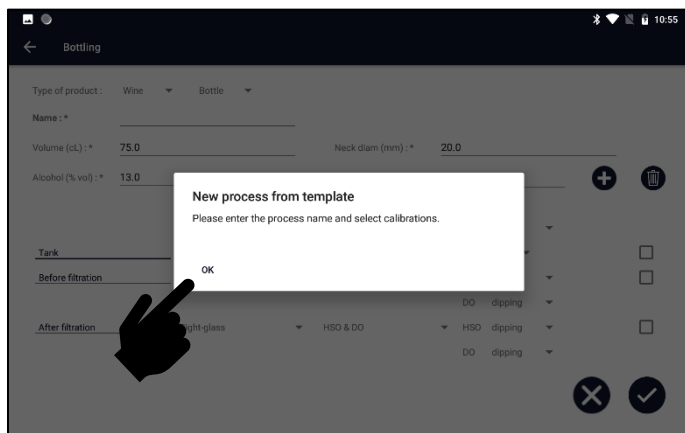 10:55
Bottling
Type of product : Wine Bottle
Name : *
Volume (cL) : * 75.0 Neck diam (mm) : * 20.0
Alcohol (% vol) : * 13.0
New process from template
Please enter the process name and select calibrations.
OK
Tank
Before filtration
DO dipping
After filtration ight-glass HSO & DO HSO dipping
DO dipping